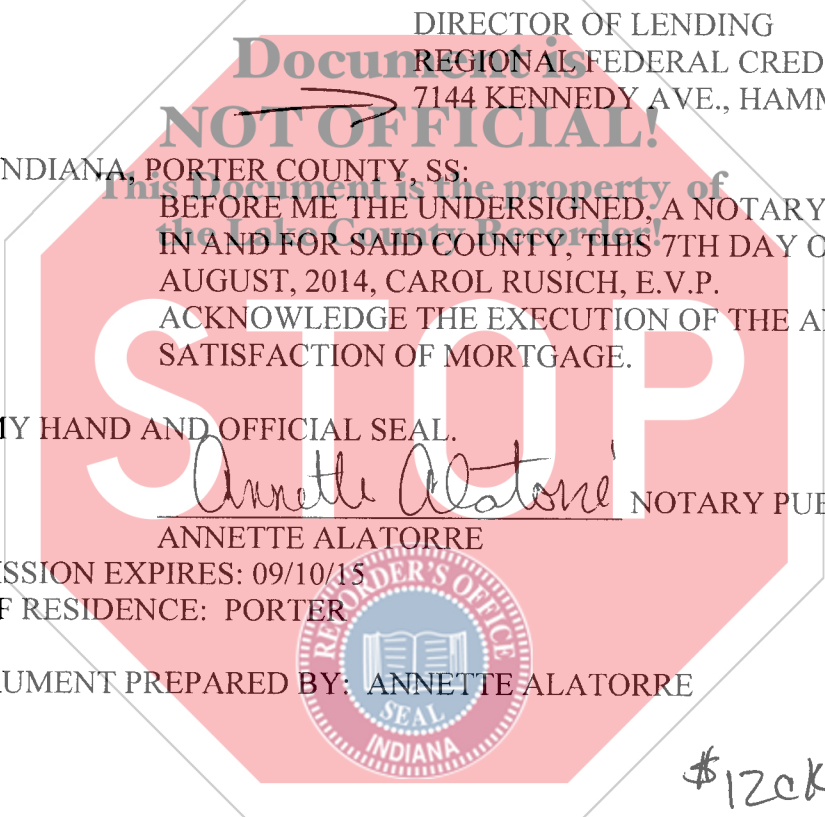 DIRECTOR OF LENDING
Document is
REGIONAL FEDERAL CRED
7144 KENNEDY AVE., HAMM
NOT OFFICIAL!
NDIANA, PORTER COUNTY, SS:
This Document is the property of
BEFORE ME THE UNDERSIGNED, A NOTARY
the Lake County Recorder!
IN AND FOR SAID COUNTY, THIS 7TH DAY O
AUGUST, 2014, CAROL RUSICH, E.V.P.
ACKNOWLEDGE THE EXECUTION OF THE A
SATISFACTION OF MORTGAGE.
STOP
MY HAND AND OFFICIAL SEAL.
Annette Alatorre NOTARY PUB
ANNETTE ALATORRE
ISSION EXPIRES: 09/10/15
F RESIDENCE: PORTER
RECORDER'S OFFICE
UMENT PREPARED BY: ANNETTE ALATORRE
SEAL
INDIANA
$12ck